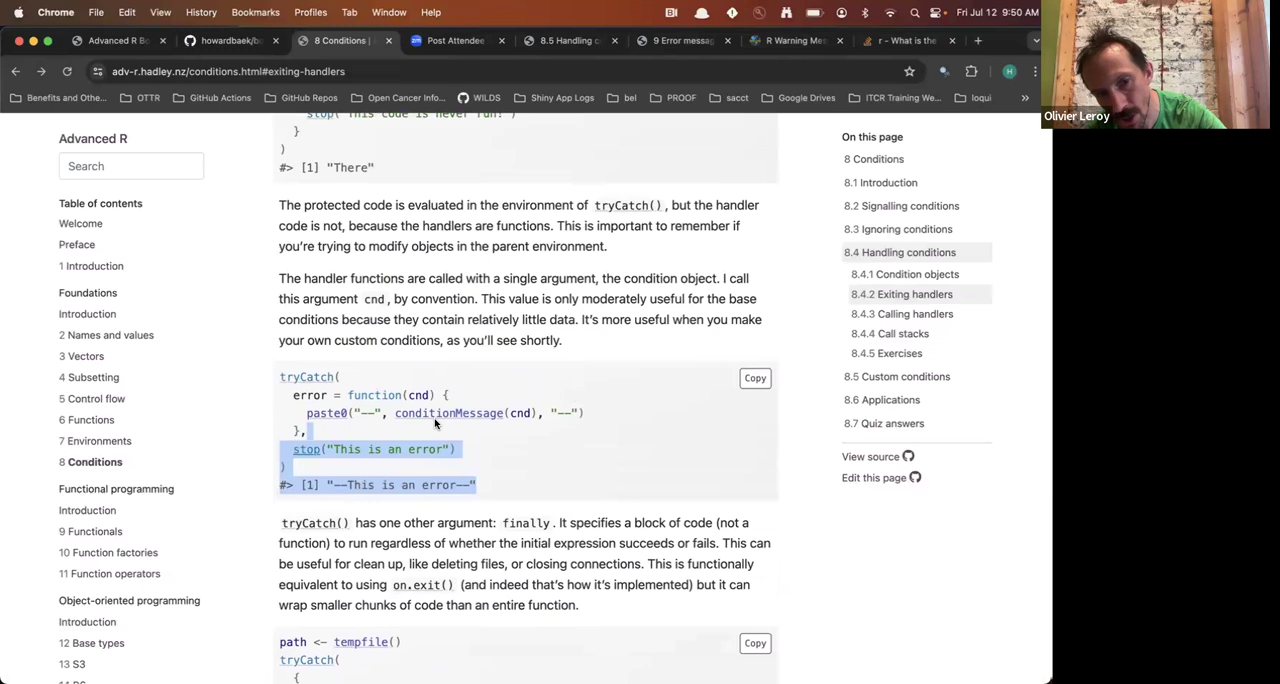 Chrome File Edit View History Bookmarks Profiles Tab Window Help Fri Jul 12 9:50 AM
Advanced R Bo howardbaek/bo 8 Conditions | Post Attendee 8.5 Handling c 9 Error messag R Warning Mes r - What is the
adv-r.hadley.nz/conditions.html#exiting-handlers
Benefits and Othe... OTTR GitHub Actions GitHub Repos Open Cancer Info... WILDS Shiny App Logs bel PROOF sacct Google Drives ITCR Training We... loqui
Olivier Leroy
Advanced R
Search
Table of contents
Welcome
Preface
1 Introduction
Foundations
Introduction
2 Names and values
3 Vectors
4 Subsetting
5 Control flow
6 Functions
7 Environments
8 Conditions
Functional programming
Introduction
9 Functionals
10 Function factories
11 Function operators
Object-oriented programming
Introduction
12 Base types
13 S3
stop("This code is never run!")
}
)
#> [1] "There"
The protected code is evaluated in the environment of tryCatch(), but the handler
code is not, because the handlers are functions. This is important to remember if
you're trying to modify objects in the parent environment.
The handler functions are called with a single argument, the condition object. I call
this argument cnd, by convention. This value is only moderately useful for the base
conditions because they contain relatively little data. It's more useful when you make
your own custom conditions, as you'll see shortly.
Copy
tryCatch(
error = function(cnd) {
paste0("--", conditionMessage(cnd), "--")
},
stop("This is an error")
)
#> [1] "--This is an error--"
tryCatch() has one other argument: finally. It specifies a block of code (not a
function) to run regardless of whether the initial expression succeeds or fails. This can
be useful for clean up, like deleting files, or closing connections. This is functionally
equivalent to using on.exit() (and indeed that's how it's implemented) but it can
wrap smaller chunks of code than an entire function.
Copy
path <- tempfile()
tryCatch(
{
On this page
8 Conditions
8.1 Introduction
8.2 Signalling conditions
8.3 Ignoring conditions
8.4 Handling conditions
8.4.1 Condition objects
8.4.2 Exiting handlers
8.4.3 Calling handlers
8.4.4 Call stacks
8.4.5 Exercises
8.5 Custom conditions
8.6 Applications
8.7 Quiz answers
View source
Edit this page